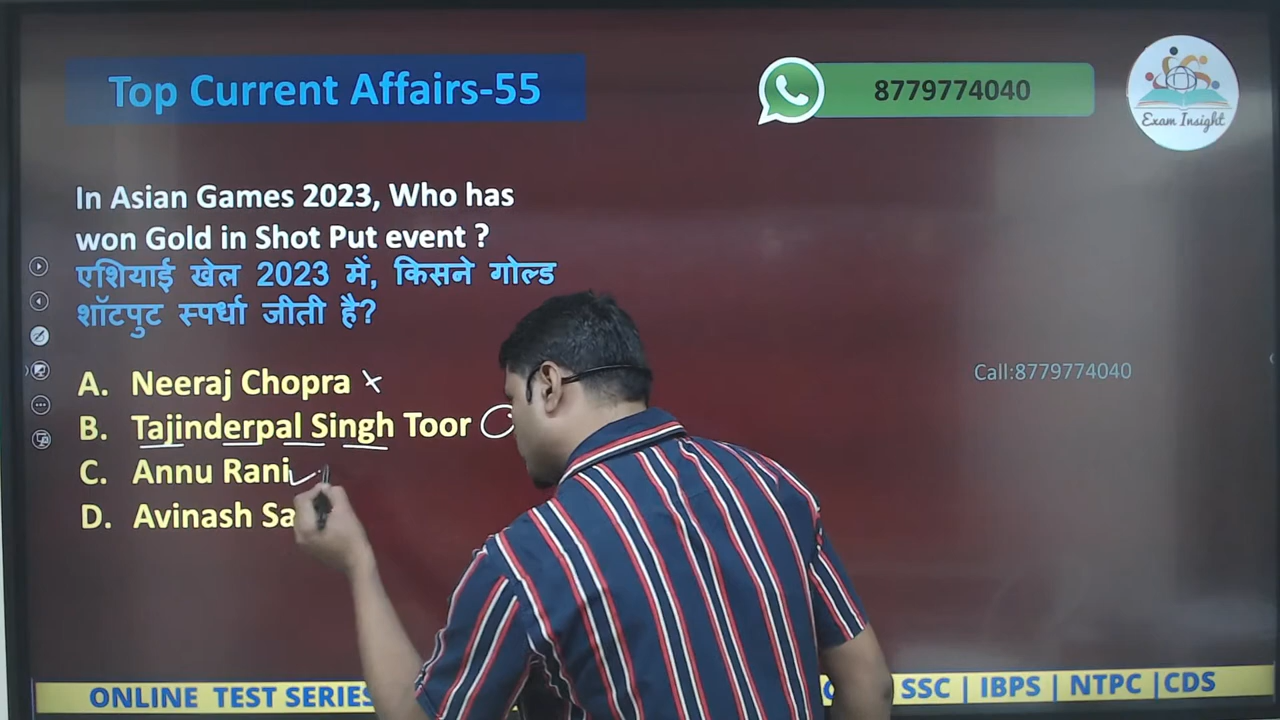 Top Current Affairs-55
8779774040
Exam Insight
In Asian Games 2023, Who has
won Gold in Shot Put event ?
एशियाई खेल 2023 में, किसने गोल्ड
शॉटपुट स्पर्धा जीती है?
A. Neeraj Chopra
B. Tajinderpal Singh Toor
C. Annu Rani
D. Avinash Sa
Call:8779774040
ONLINE TEST SERIES
SSC | IBPS | NTPC |CDS